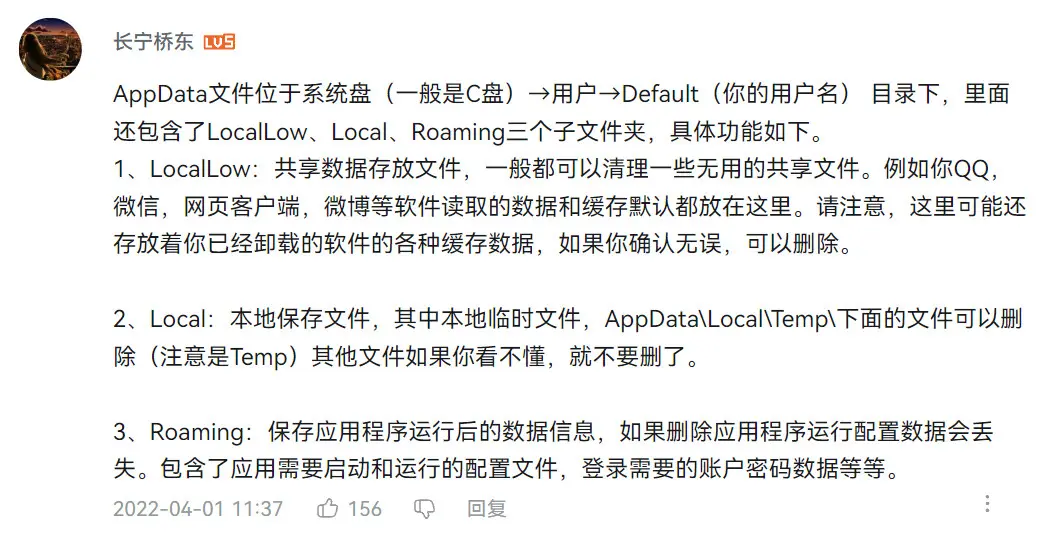 长宁桥东 LV5
AppData文件位于系统盘（一般是C盘）→用户→Default（你的用户名） 目录下，里面
还包含了LocalLow、Local、Roaming三个子文件夹，具体功能如下。
1、LocalLow：共享数据存放文件，一般都可以清理一些无用的共享文件。例如你QQ，
微信，网页客户端，微博等软件读取的数据和缓存默认都放在这里。请注意，这里可能还
存放着你已经卸载的软件的各种缓存数据，如果你确认无误，可以删除。
2、Local：本地保存文件，其中本地临时文件，AppData\Local\Temp\下面的文件可以删
除（注意是Temp）其他文件如果你看不懂，就不要删了。
3、Roaming：保存应用程序运行后的数据信息，如果删除应用程序运行配置数据会丢
失。包含了应用需要启动和运行的配置文件，登录需要的账户密码数据等等。
2022-04-01 11:37 156 回复